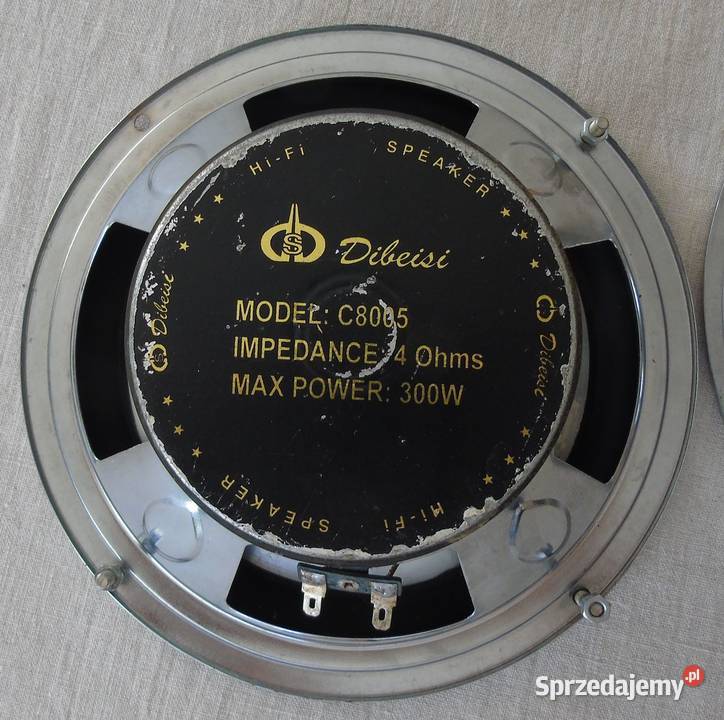 Hi-Fi SPEAKER
Dibeisi
MODEL: C8005
IMPEDANCE: 4 Ohms
MAX POWER: 300W
Dibeisi
Dibeisi
Hi-Fi SPEAKER
Sprzedajemy.pl